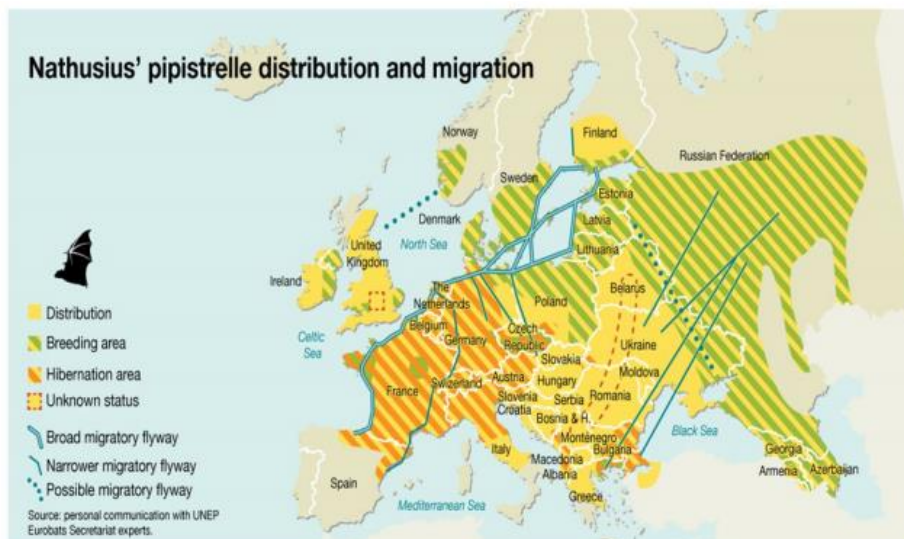 Nathusius' pipistrelle distribution and migration
Norway
Finland
Russian Federation
Sweden
Estonia
Denmark
Latvia
North Sea
Lithuania
United
Kingdom
Ireland
The
Netherlands
Belarus
Poland
Belgium
Germany
Czech
Republic
Celtic
Sea
Ukraine
Slovakia
Moldova
France
Switzerland
Austria
Hungary
Slovenia
Croatia
Serbia
Romania
Bosnia & H.
Black Sea
Montenegro
Bulgaria
Italy
Georgia
Macedonia
Armenia
Azerbaijan
Albania
Spain
Greece
Mediterranean Sea
Distribution
Breeding area
Hibernation area
Unknown status
Broad migratory flyway
Narrower migratory flyway
Possible migratory flyway
Source: personal communication with UNEP
Eurobats Secretariat experts.